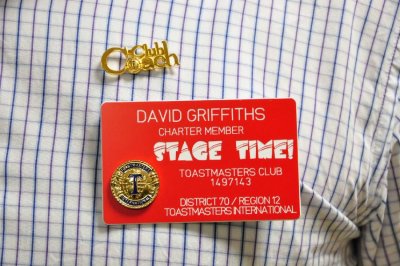 Club
Coach
DAVID GRIFFITHS
CHARTER MEMBER
STAGE TIME!
TOASTMASTERS CLUB
1497143
T
DISTRICT 70 / REGION 12
TOASTMASTERS INTERNATIONAL